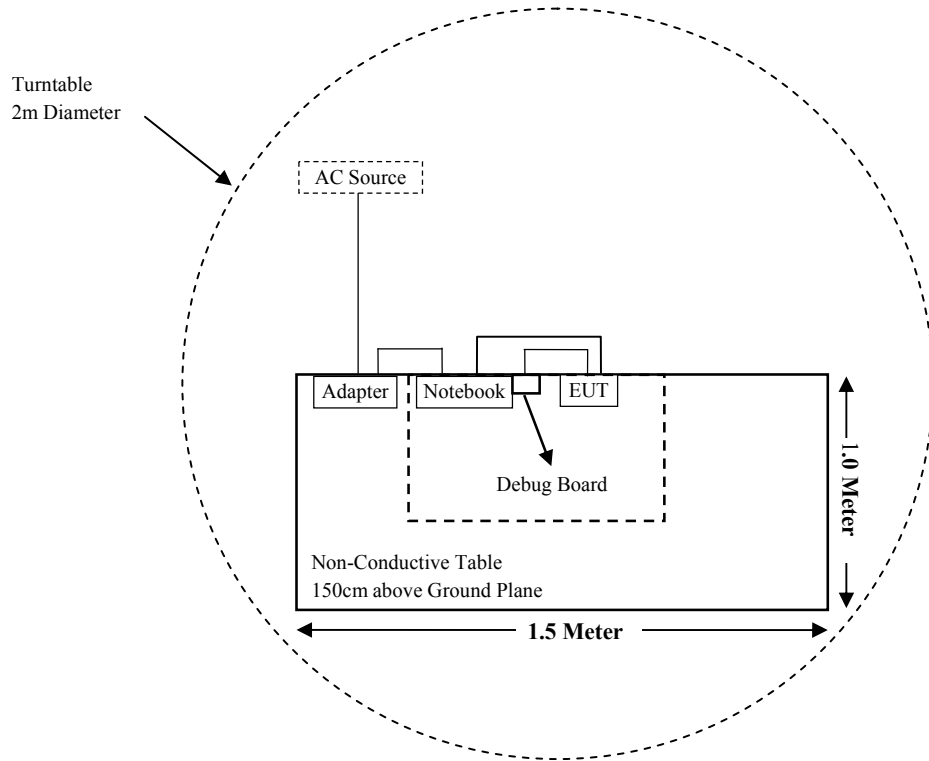 Turntable
2m Diameter
AC Source
Adapter
Notebook
EUT
Debug Board
1.0 Meter
Non-Conductive Table
150cm above Ground Plane
1.5 Meter